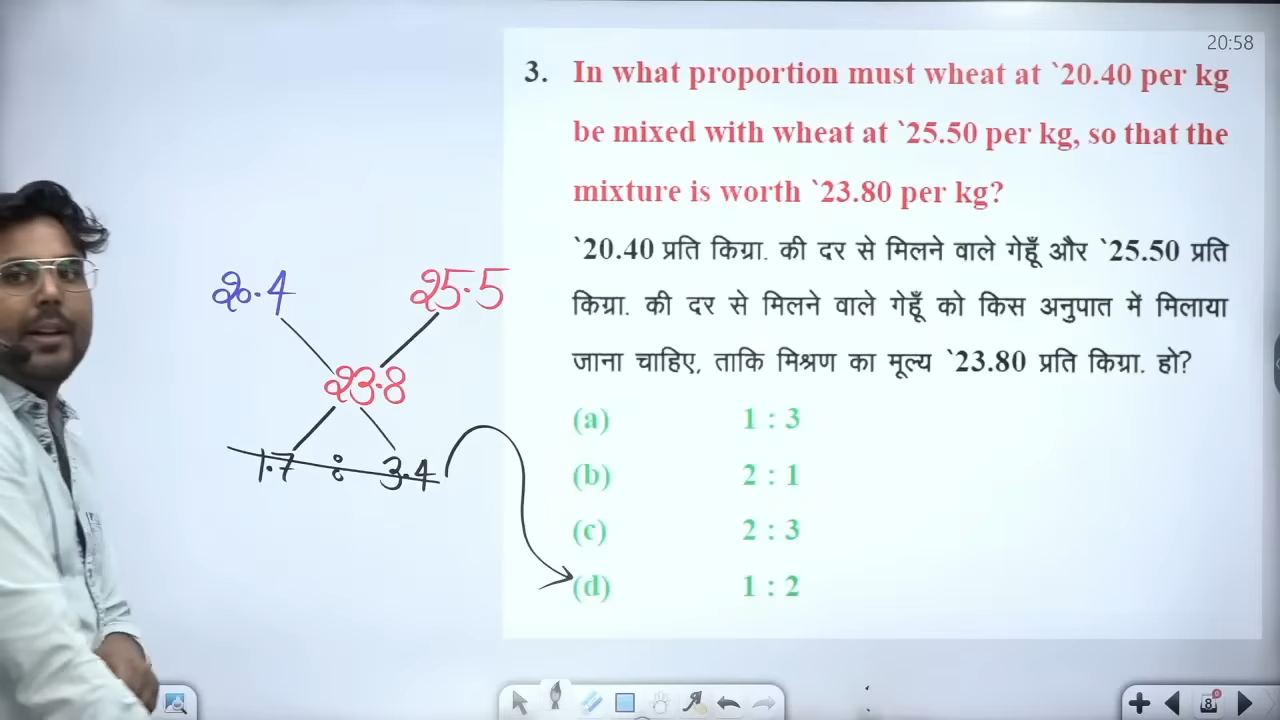 20:58
3. In what proportion must wheat at `20.40 per kg
be mixed with wheat at `25.50 per kg, so that the
mixture is worth `23.80 per kg?
`20.40 प्रति किग्रा. की दर से मिलने वाले गेहूँ और `25.50 प्रति
किग्रा. की दर से मिलने वाले गेहूँ को किस अनुपात में मिलाया
जाना चाहिए, ताकि मिश्रण का मूल्य `23.80 प्रति किग्रा. हो?
(a) 1 : 3
(b) 2 : 1
(c) 2 : 3
(d) 1 : 2
20.4 25.5
23.8
1.7 : 3.4
8